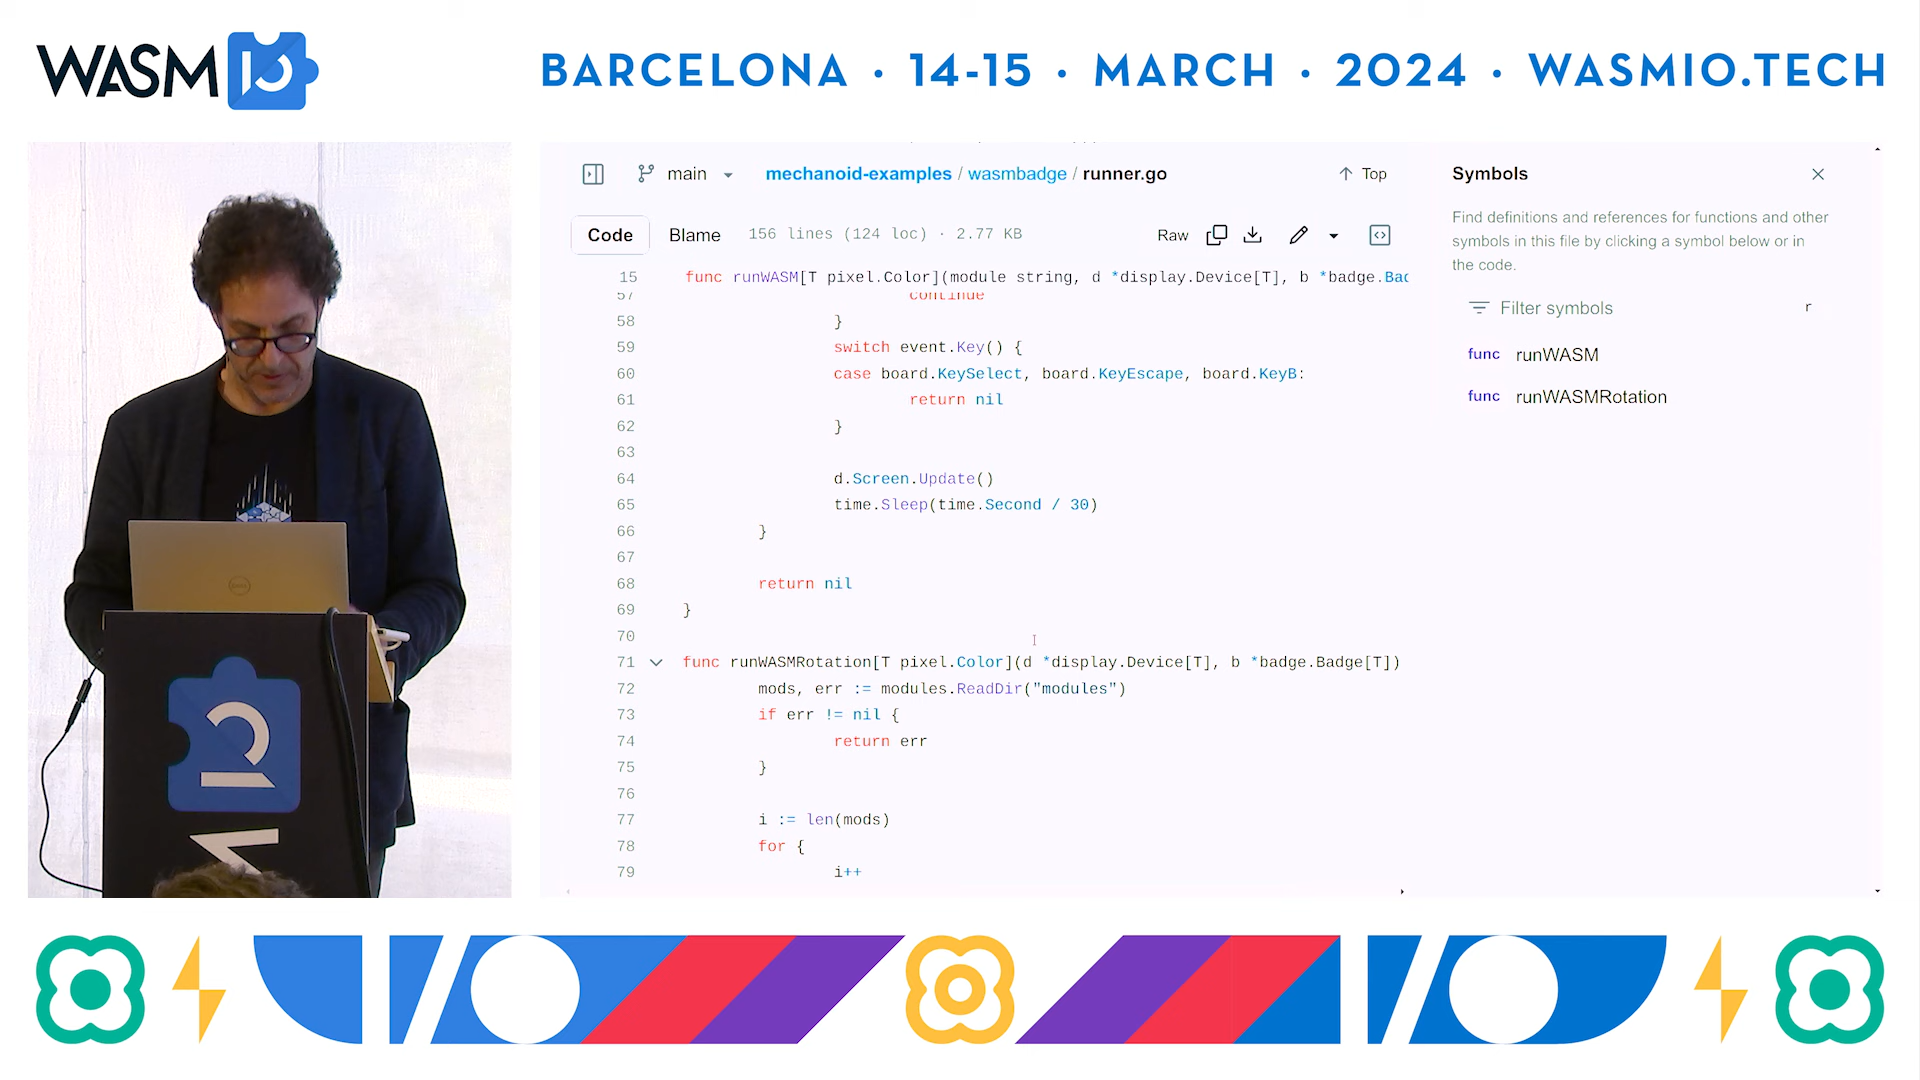 WASM IO
BARCELONA · 14-15 · MARCH · 2024 · WASMIO.TECH
main
mechanoid-examples / wasmbadge / runner.go
Top
Code
Blame
156 lines (124 loc) · 2.77 KB
Raw
15 func runWASM[T pixel.Color](module string, d *display.Device[T], b *badge.Bad
57 continue
58 }
59 switch event.Key() {
60 case board.KeySelect, board.KeyEscape, board.KeyB:
61 return nil
62 }
63
64 d.Screen.Update()
65 time.Sleep(time.Second / 30)
66 }
67
68 return nil
69 }
70
71 func runWASMRotation[T pixel.Color](d *display.Device[T], b *badge.Badge[T])
72 mods, err := modules.ReadDir("modules")
73 if err != nil {
74 return err
75 }
76
77 i := len(mods)
78 for {
79 i++
Symbols
Find definitions and references for functions and other
symbols in this file by clicking a symbol below or in
the code.
Filter symbols
r
func runWASM
func runWASMRotation
DELL
M IO